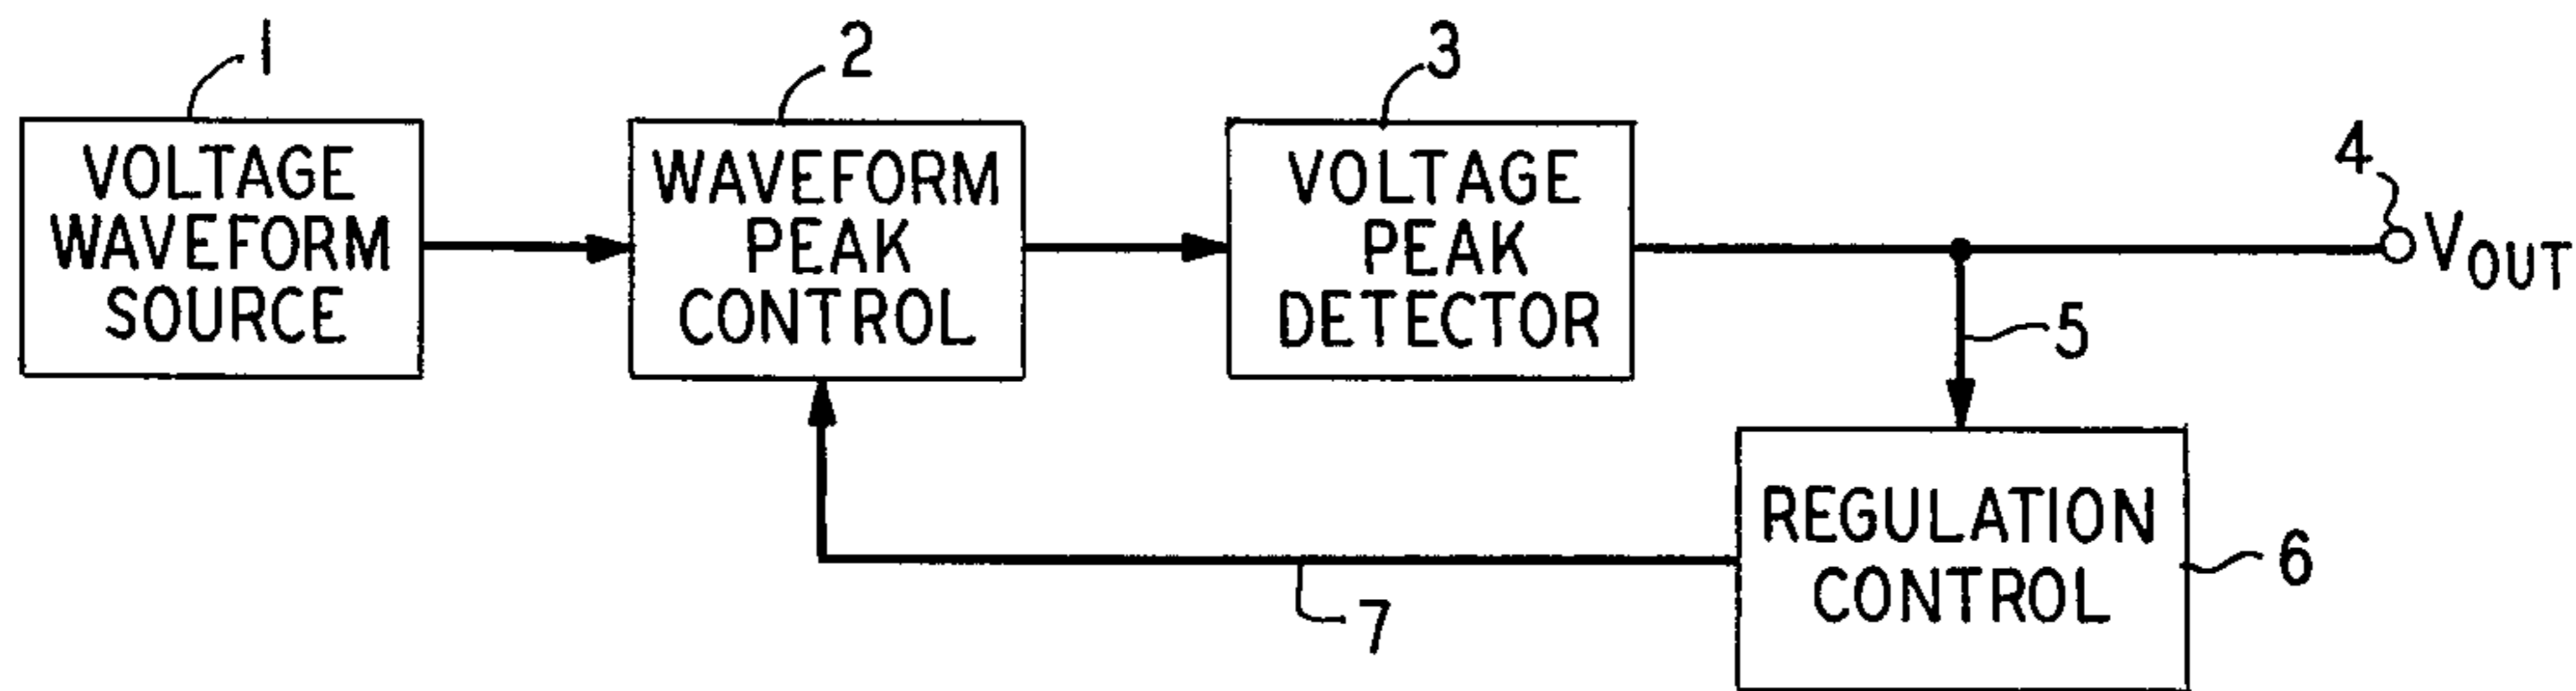 1
2
3
4
VOLTAGE
WAVEFORM
SOURCE
WAVEFORM
PEAK
CONTROL
VOLTAGE
PEAK
DETECTOR
VOUT
5
REGULATION
CONTROL
6
7